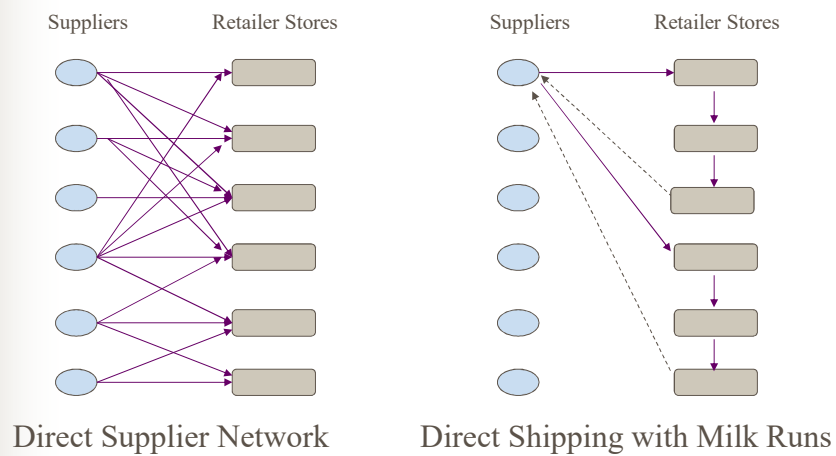 Suppliers
Retailer Stores
Suppliers
Retailer Stores
Direct Supplier Network
Direct Shipping with Milk Runs